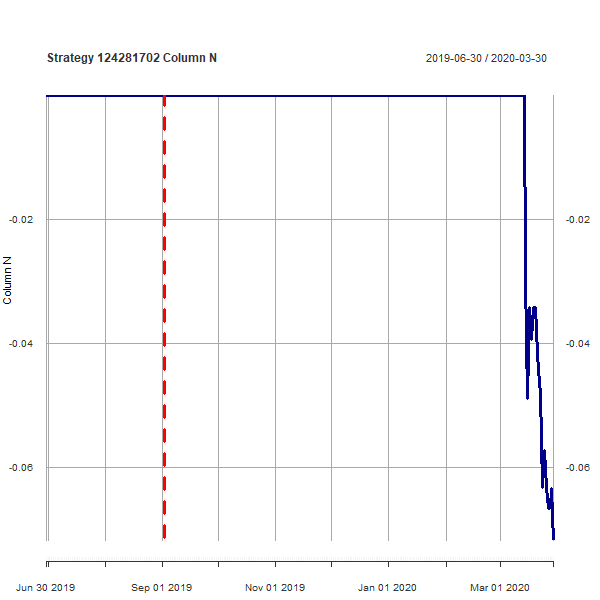 Strategy 124281702 Column N 2019-06-30 / 2020-03-30
-0.02 -0.02
Column N
-0.04 -0.04
-0.06 -0.06
Jun 30 2019 Sep 01 2019 Nov 01 2019 Jan 01 2020 Mar 01 2020